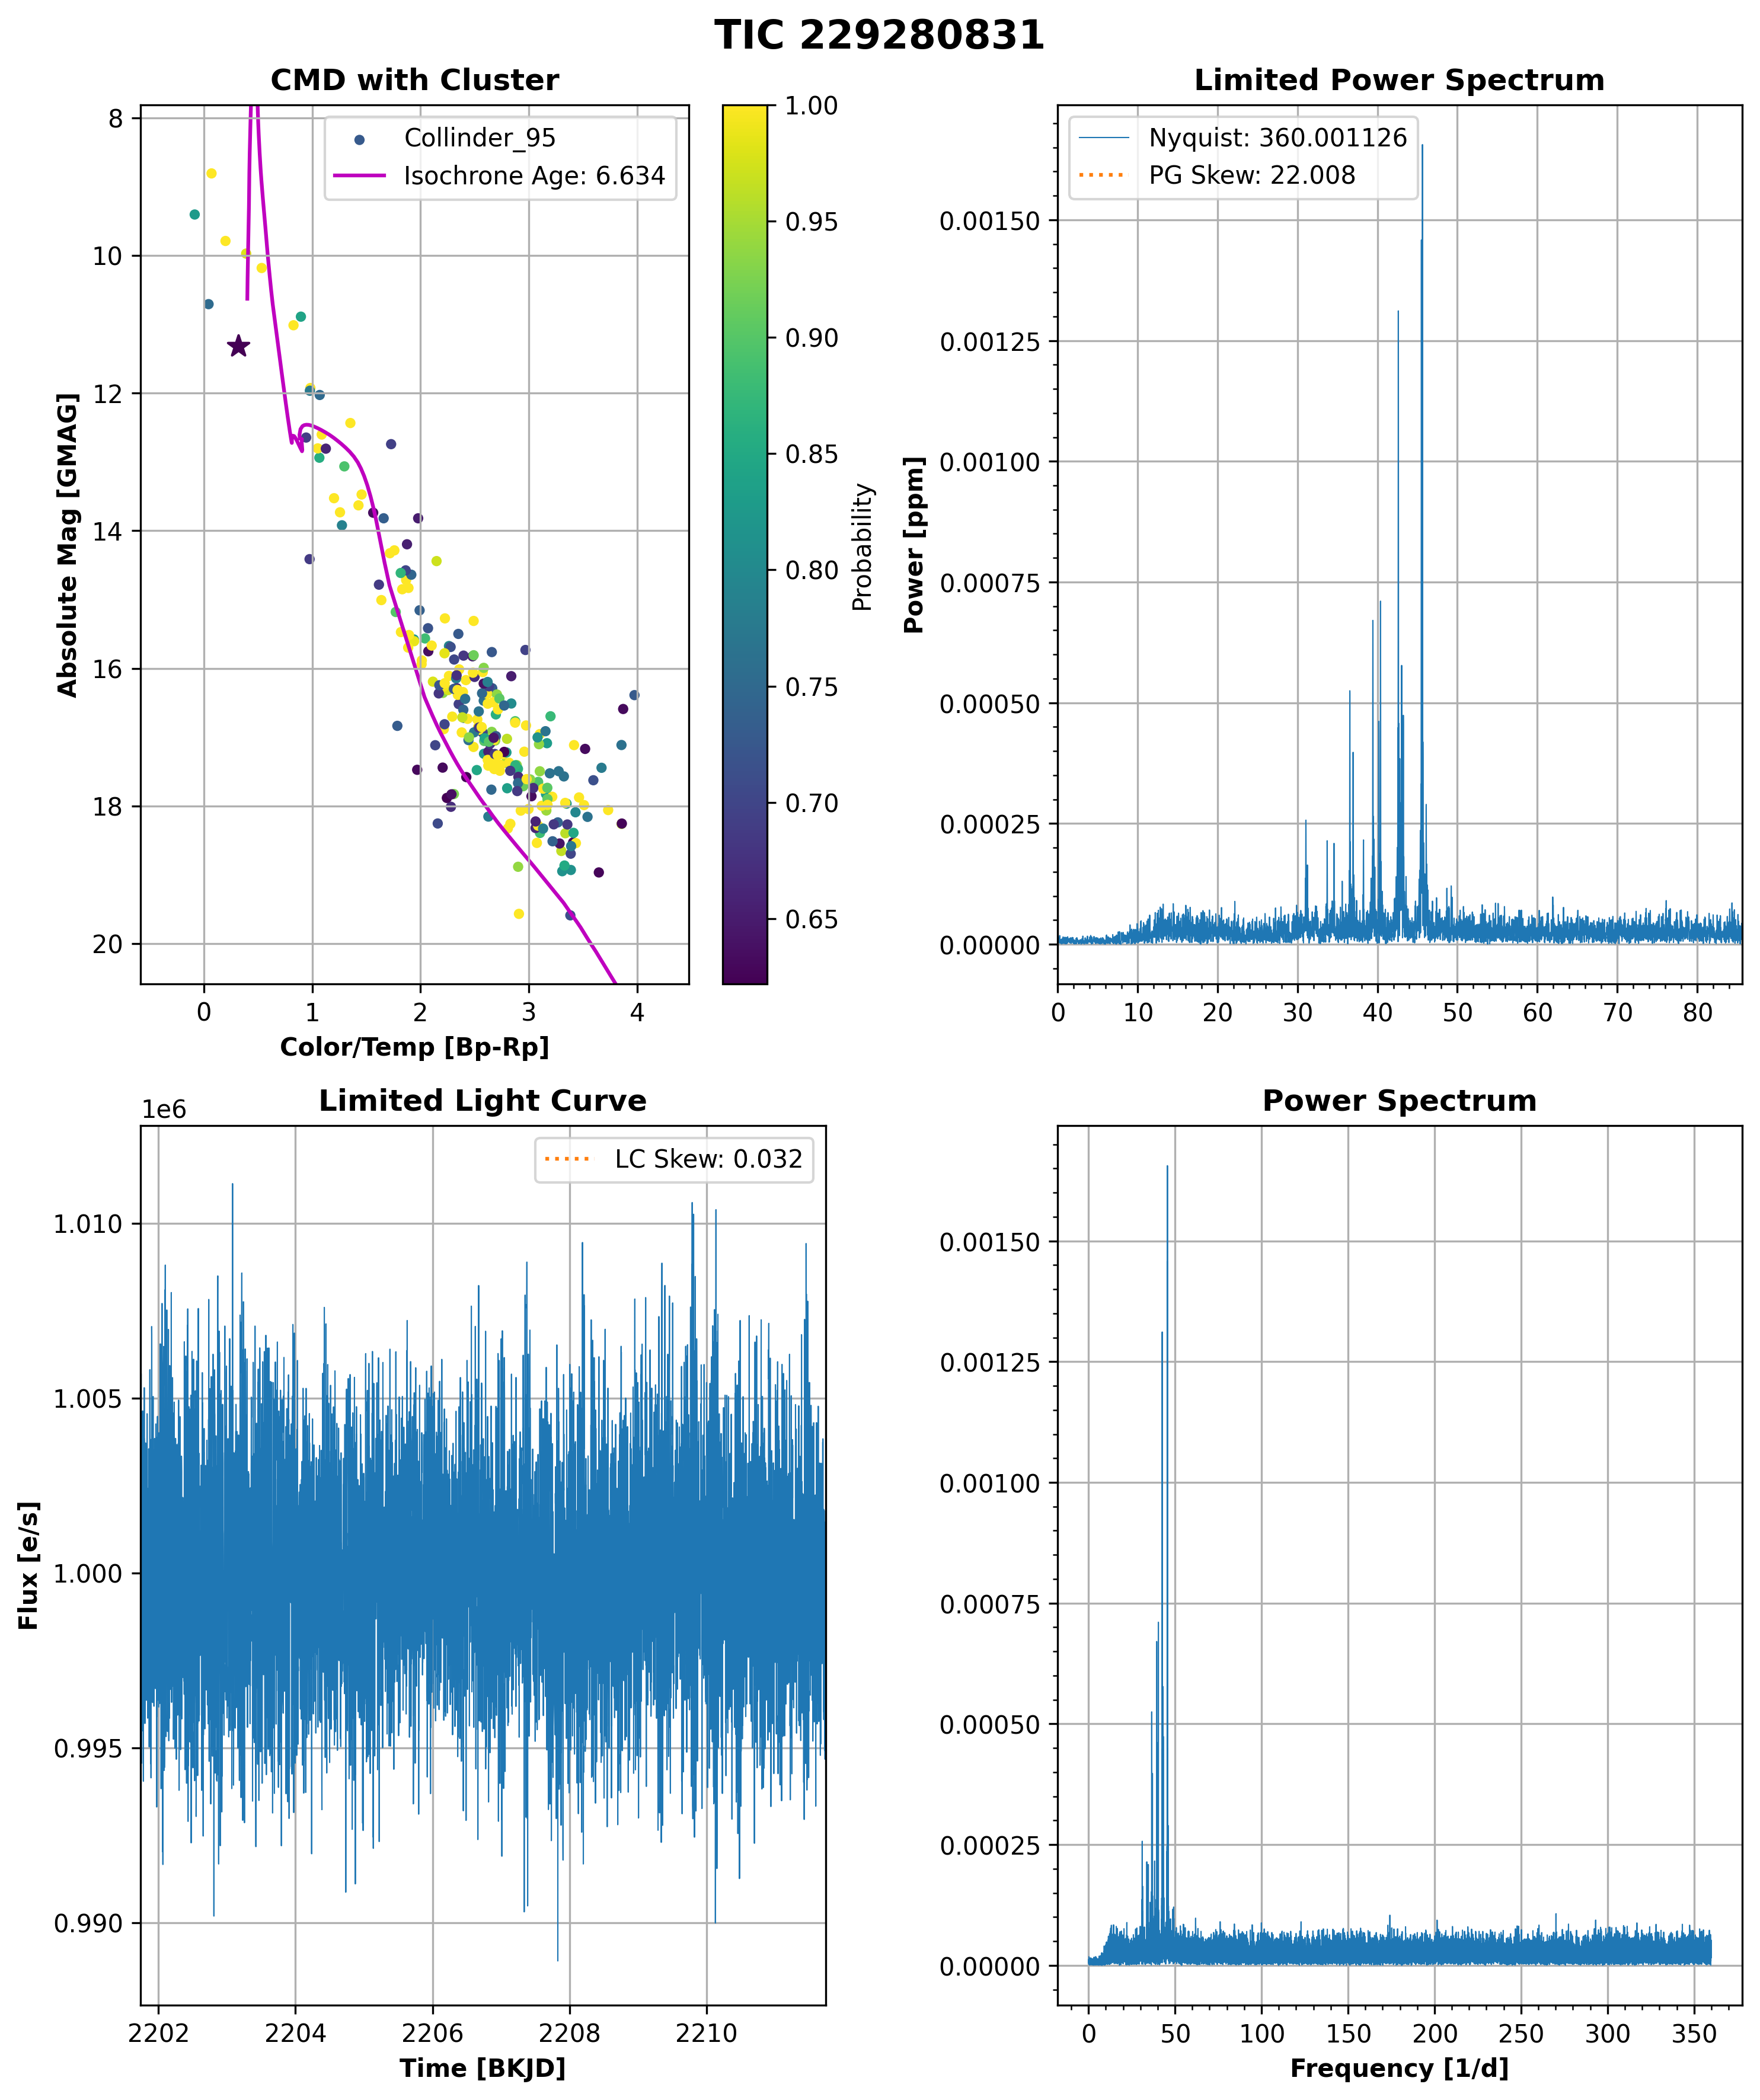 TIC 229280831
CMD with Cluster
Collinder_95
Isochrone Age: 6.634
8
10
12
14
16
18
20
Absolute Mag [GMAG]
0 1 2 3 4
Color/Temp [Bp-Rp]
1.00
0.95
0.90
0.85
0.80
0.75
0.70
0.65
Probability
Limited Power Spectrum
Nyquist: 360.001126
PG Skew: 22.008
0.00150
0.00125
0.00100
0.00075
0.00050
0.00025
0.00000
Power [ppm]
0 10 20 30 40 50 60 70 80
Limited Light Curve
1e6
LC Skew: 0.032
1.010
1.005
1.000
0.995
0.990
Flux [e/s]
2202 2204 2206 2208 2210
Time [BKJD]
Power Spectrum
0.00150
0.00125
0.00100
0.00075
0.00050
0.00025
0.00000
0 50 100 150 200 250 300 350
Frequency [1/d]